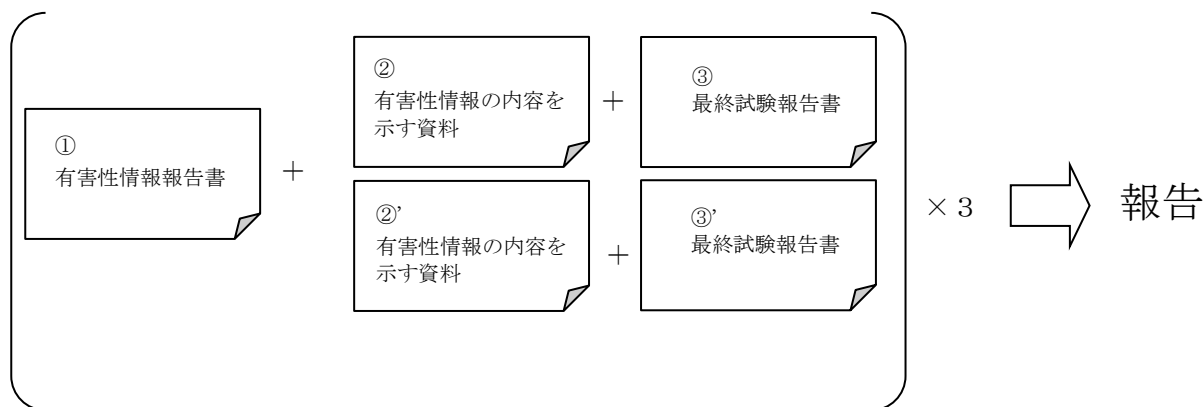 ①
有害性情報報告書
＋
②
有害性情報の内容を
示す資料
＋
③
最終試験報告書
②’
有害性情報の内容を
示す資料
＋
③’
最終試験報告書
×３
報告